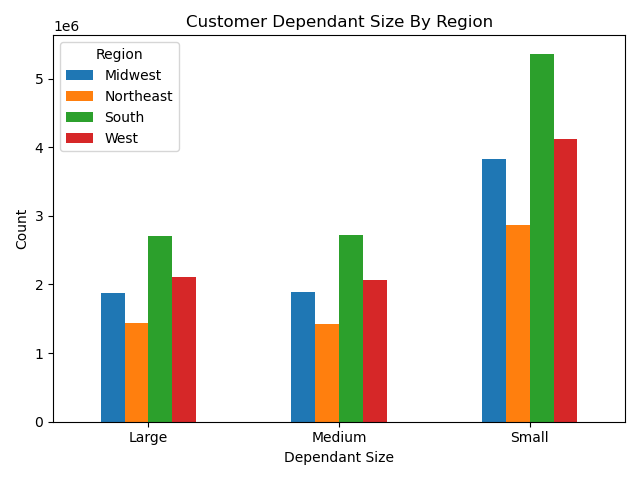 Customer Dependant Size By Region
1e6
Region
Midwest
Northeast
South
West
5
4
3
2
1
0
Count
Large
Medium
Small
Dependant Size